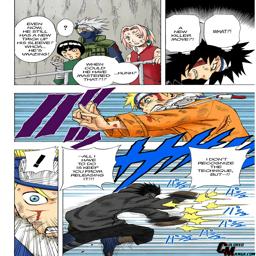 WHAT?!
A
NEW
KILLER
MOVE?!
EVEN
NOW,
HE STILL
HAS A
NEW
TRICK UP
HIS SLEEVE?
WHOA...
HE'S
AMAZING!
...HUNH?
WHEN
COULD HE
HAVE
MASTERED
THAT?!
I DON'T
RECOGNIZE
THE
TECHNIQUE,
BUT--!!
...ALL I
HAVE TO
DO
IS KEEP
YOU FROM
RELEASING
IT!!!
!